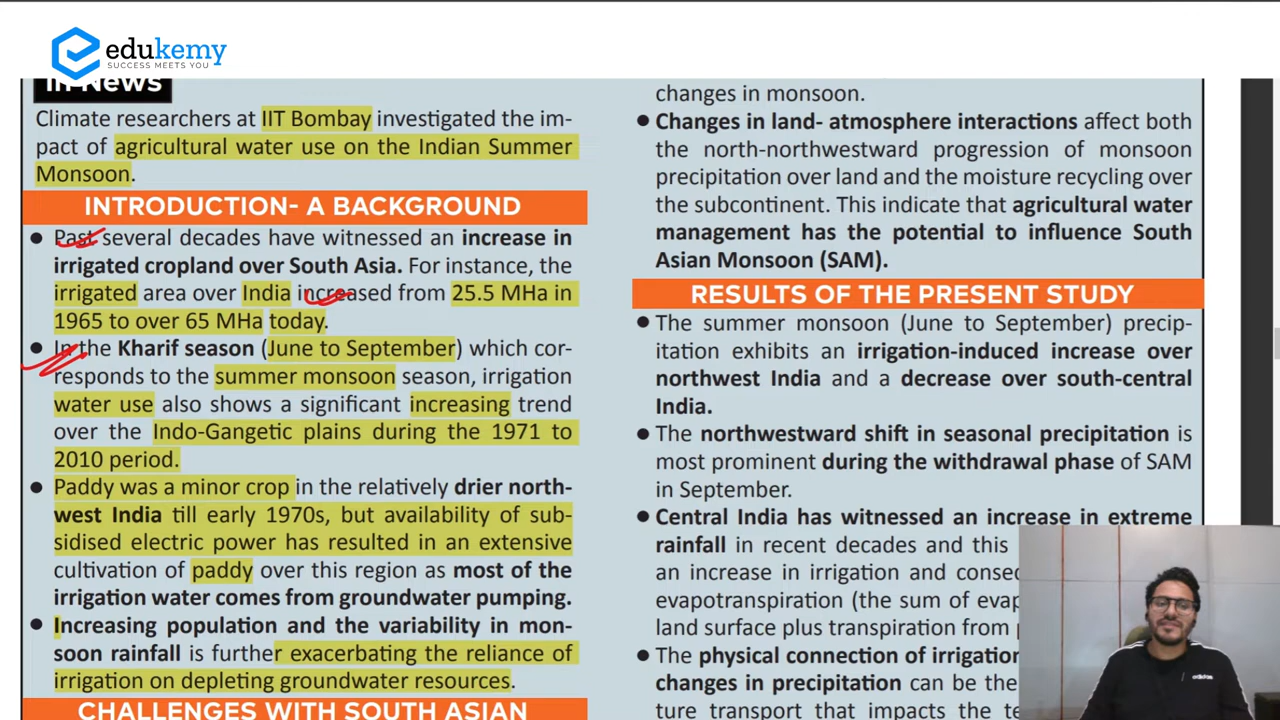 edukemy
SUCCESS MEETS YOU
In News
Climate researchers at IIT Bombay investigated the im-
pact of agricultural water use on the Indian Summer
Monsoon.
INTRODUCTION- A BACKGROUND
Past several decades have witnessed an increase in
irrigated cropland over South Asia. For instance, the
irrigated area over India increased from 25.5 MHa in
1965 to over 65 MHa today.
In the Kharif season (June to September) which cor-
responds to the summer monsoon season, irrigation
water use also shows a significant increasing trend
over the Indo-Gangetic plains during the 1971 to
2010 period.
Paddy was a minor crop in the relatively drier north-
west India till early 1970s, but availability of sub-
sidised electric power has resulted in an extensive
cultivation of paddy over this region as most of the
irrigation water comes from groundwater pumping.
Increasing population and the variability in mon-
soon rainfall is further exacerbating the reliance of
irrigation on depleting groundwater resources.
CHALLENGES WITH SOUTH ASIAN
changes in monsoon.
Changes in land- atmosphere interactions affect both
the north-northwestward progression of monsoon
precipitation over land and the moisture recycling over
the subcontinent. This indicate that agricultural water
management has the potential to influence South
Asian Monsoon (SAM).
RESULTS OF THE PRESENT STUDY
The summer monsoon (June to September) precip-
itation exhibits an irrigation-induced increase over
northwest India and a decrease over south-central
India.
The northwestward shift in seasonal precipitation is
most prominent during the withdrawal phase of SAM
in September.
Central India has witnessed an increase in extreme
rainfall in recent decades and this
an increase in irrigation and
evapotranspiration (the sum of
land surface plus transpiration from
The physical connection of
changes in precipitation can be
ture transport that impacts the